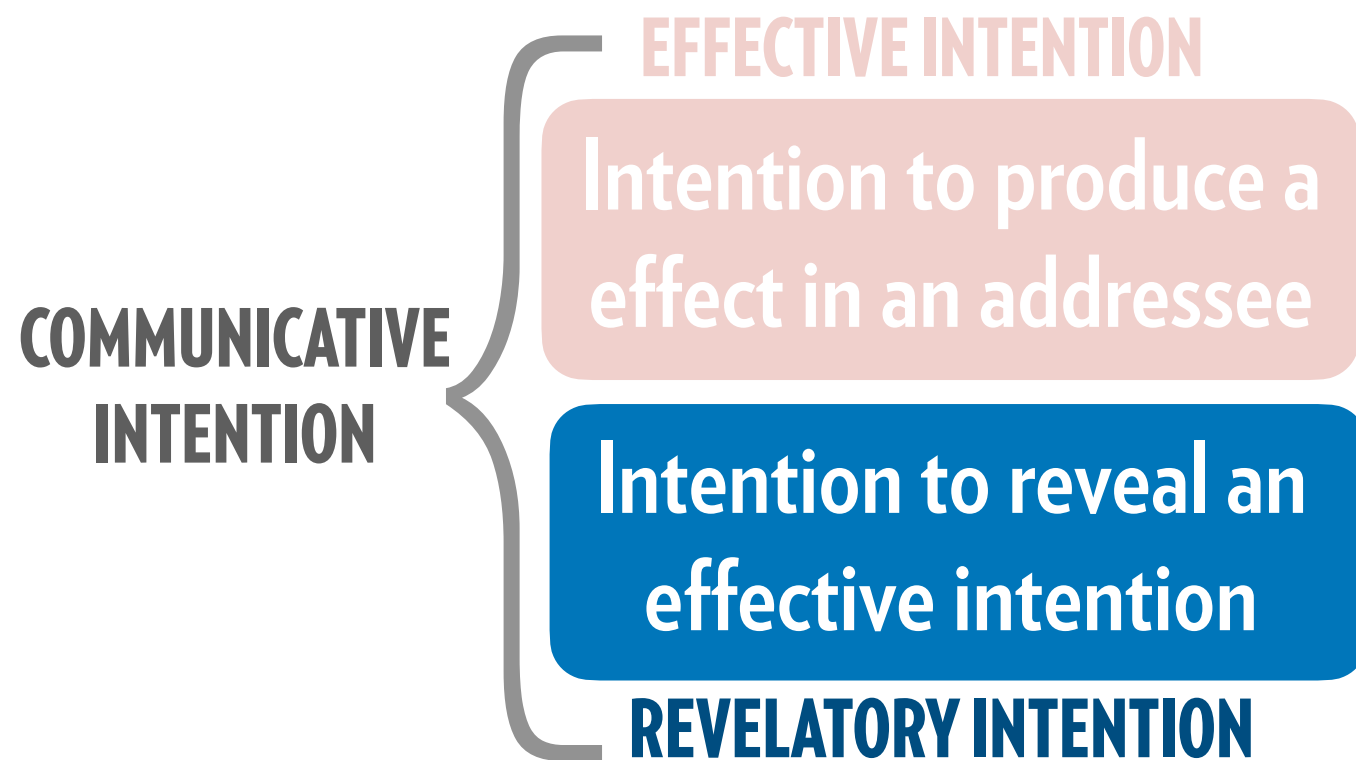 EFFECTIVE INTENTION
Intention to produce a
effect in an addressee
COMMUNICATIVE
INTENTION
Intention to reveal an
effective intention
REVELATORY INTENTION